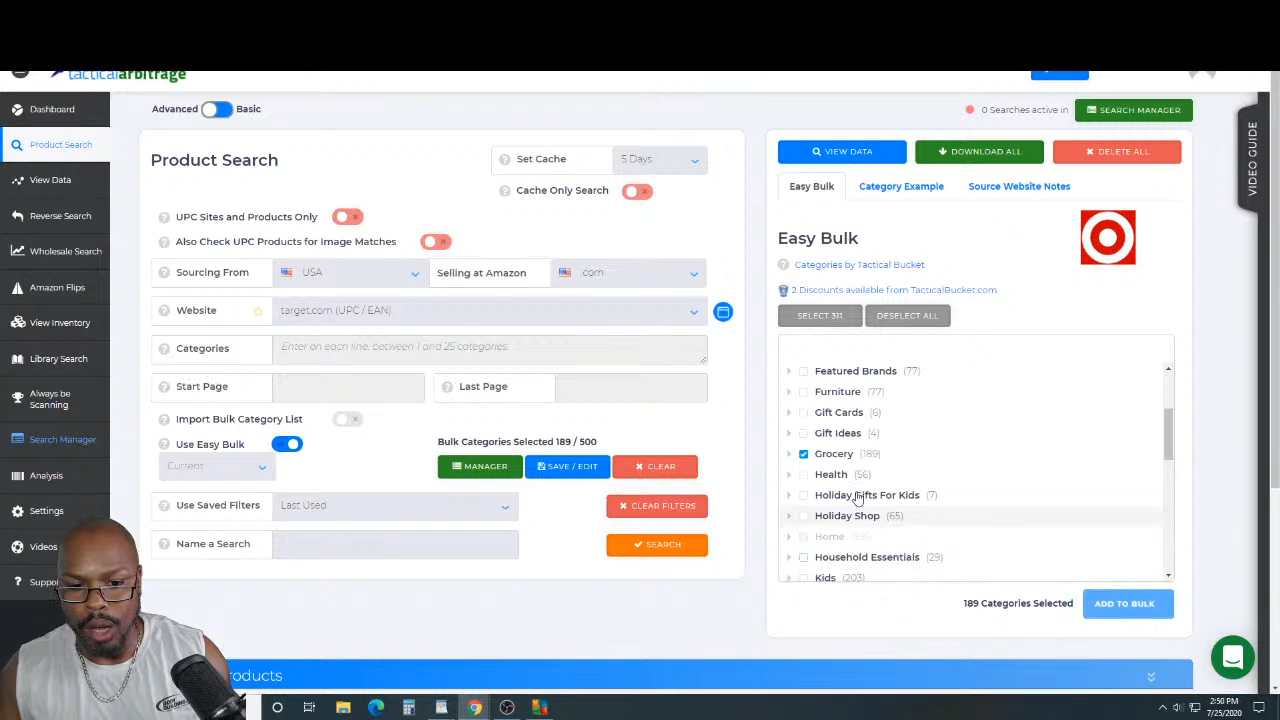 tacticalarbitrage
Advanced Basic
0 Searches active in SEARCH MANAGER
Dashboard
Product Search
View Data
Reverse Search
Wholesale Search
Amazon Flips
View Inventory
Library Search
Always be
Scanning
Search Manager
Analysis
Settings
Videos
Supp
Product Search
Set Cache 5 Days
Cache Only Search
UPC Sites and Products Only
Also Check UPC Products for Image Matches
Sourcing From USA Selling at Amazon .com
Website target.com (UPC / EAN)
Categories Enter on each line, between 1 and 25 categories.
Start Page Last Page
Import Bulk Category List
Use Easy Bulk Bulk Categories Selected 189 / 500
Current MANAGER SAVE / EDIT CLEAR
Use Saved Filters Last Used CLEAR FILTERS
Name a Search SEARCH
VIEW DATA DOWNLOAD ALL DELETE ALL
Easy Bulk Category Example Source Website Notes
Easy Bulk
Categories by Tactical Bucket
2 Discounts available from TacticalBucket.com
SELECT 311 DESELECT ALL
Featured Brands (77)
Furniture (77)
Gift Cards (6)
Gift Ideas (4)
Grocery (189)
Health (56)
Holiday Gifts For Kids (7)
Holiday Shop (65)
Home
Household Essentials (29)
Kids (203)
189 Categories Selected ADD TO BULK
VIDEO GUIDE
roducts
2:50 PM
7/25/2020